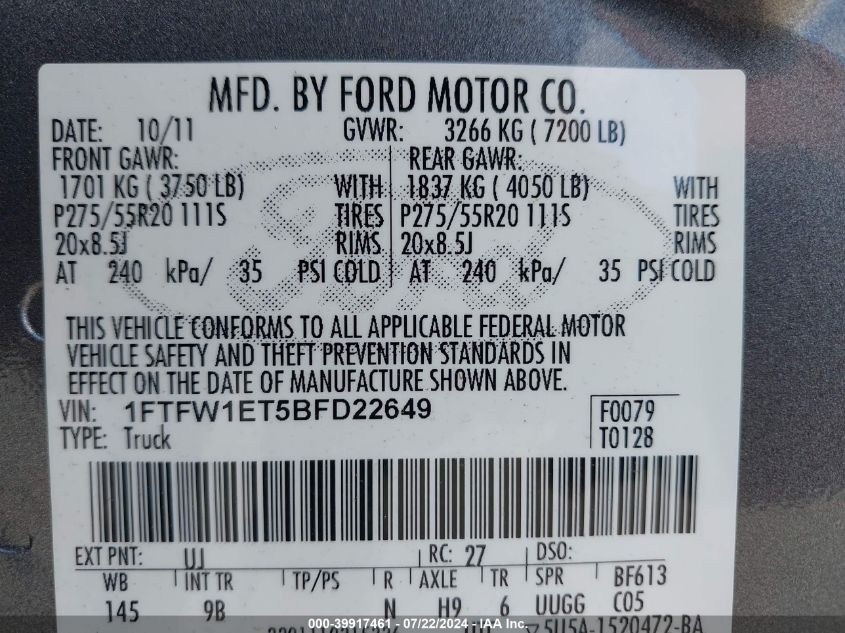 MFD. BY FORD MOTOR CO.
DATE: 10/11 GVWR: 3266 KG ( 7200 LB)
FRONT GAWR: REAR GAWR:
1701 KG ( 3750 LB) WITH 1837 KG ( 4050 LB) WITH
P275/55R20 111S TIRES P275/55R20 111S TIRES
20x8.5J RIMS 20x8.5J RIMS
AT 240 kPa/ 35 PSI COLD AT 240 kPa/ 35 PSI COLD
Ford
THIS VEHICLE CONFORMS TO ALL APPLICABLE FEDERAL MOTOR
VEHICLE SAFETY AND THEFT PREVENTION STANDARDS IN
EFFECT ON THE DATE OF MANUFACTURE SHOWN ABOVE.
VIN: 1FTFW1ET5BFD22649 F0079
TYPE: Truck T0128
EXT PNT: UJ RC: 27 DSO:
WB INT TR TP/PS R AXLE TR SPR BF613
145 9B N H9 6 UUGG C05
5U5A-1520472-BA
000-39917461 - 07/22/2024 - IAA Inc.